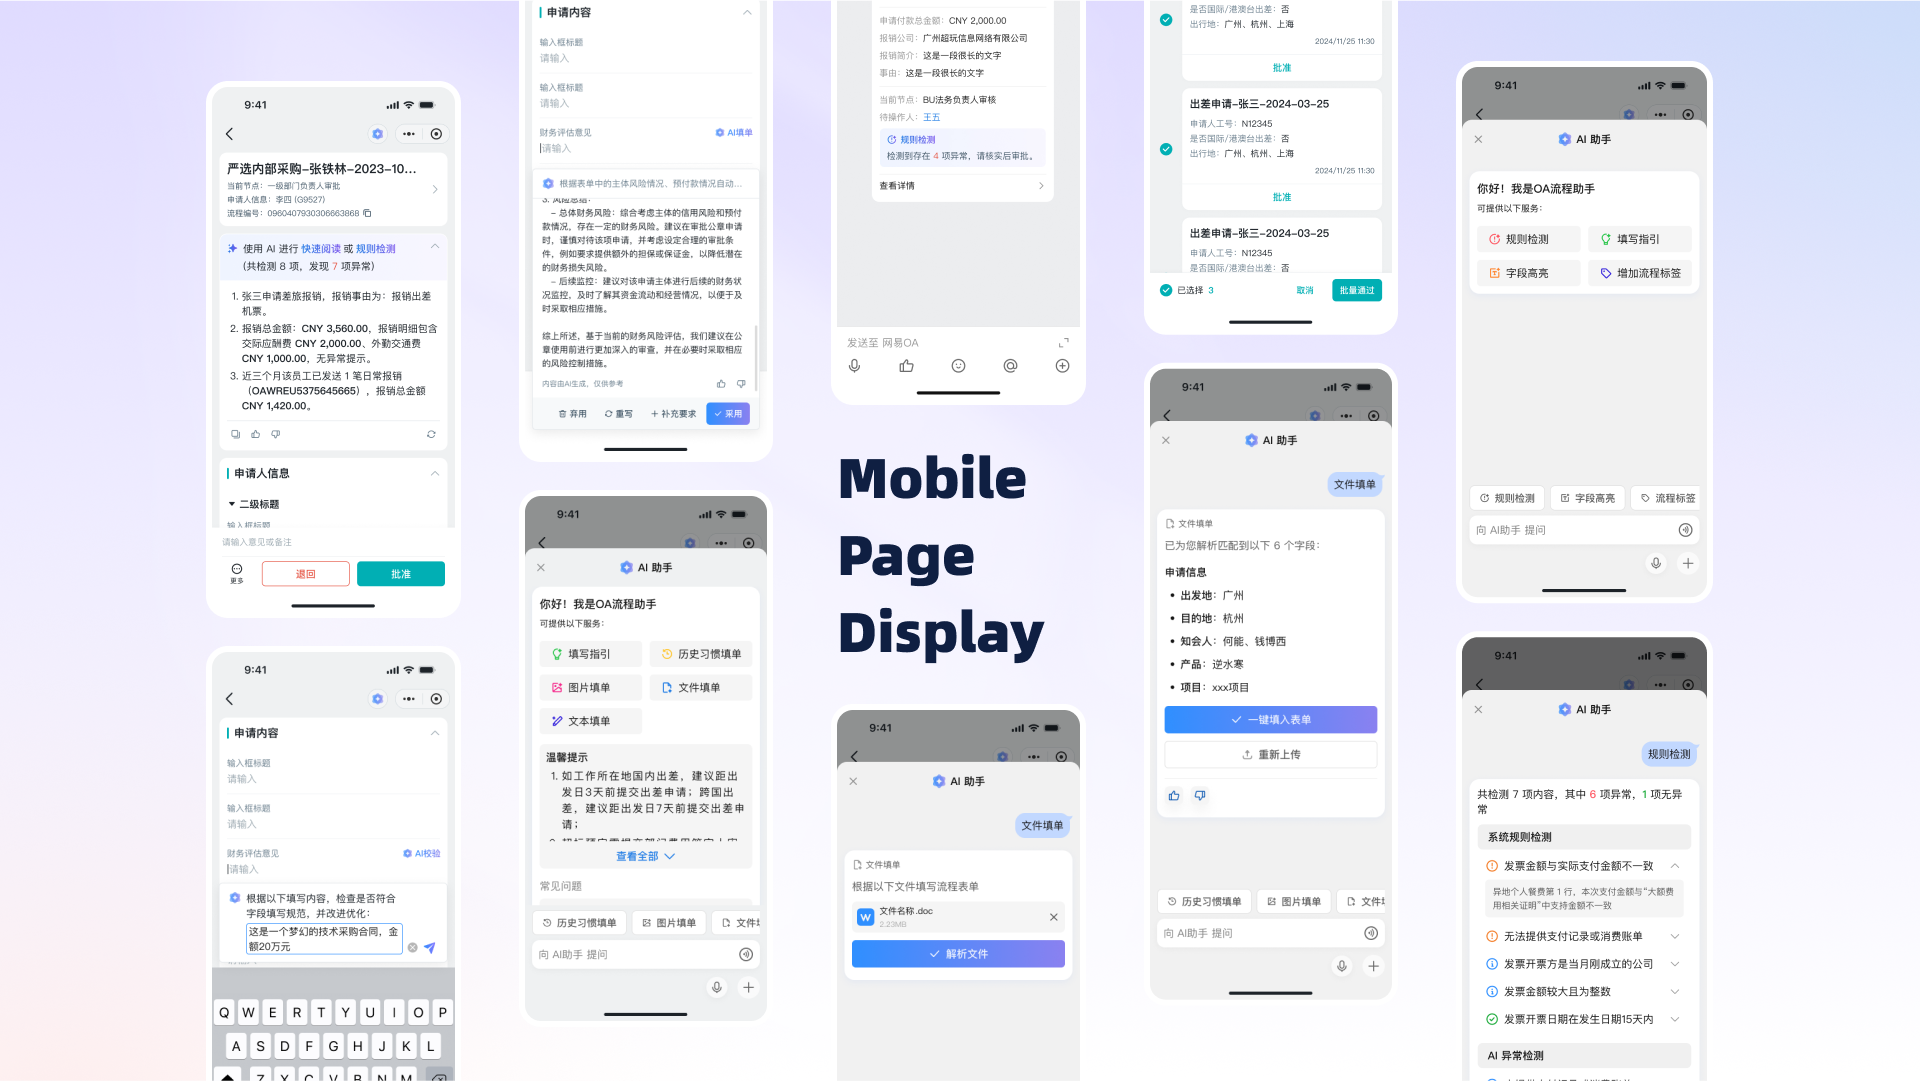 9:41
严选内部采购-张铁林-2023-10...
当前节点：一级部门负责人审批
申请人信息：李四 (G9527)
流程编号：0960407930306663868
使用 AI 进行 快速阅读 或 规则检测
(共检测 8 项，发现 7 项异常)
1. 张三申请差旅报销，报销事由为：报销出差
机票。
2. 报销总金额：CNY 3,560.00，报销明细包含
交际应酬费 CNY 2,000.00、外勤交通费
CNY 1,000.00，无异常提示。
3. 近三个月该员工已发送 1 笔日常报销
（OAWREU5375645665），报销总金额
CNY 1,420.00。
申请人信息
二级标题
输入框标题
请输入意见或备注
更多
退回
批准
9:41
申请内容
输入框标题
请输入
输入框标题
请输入
财务评估意见
AI校验
请输入
根据以下填写内容，检查是否符合
字段填写规范，并改进优化：
这是一个梦幻的技术采购合同，金
额20万元
Q W E R T Y U I O P
A S D F G H J K L
Z X C V B N M
申请内容
输入框标题
请输入
输入框标题
请输入
财务评估意见
AI填单
请输入
根据表单中的主体风险情况、预付款情况自动...
3. 风险总结：
– 总体财务风险：综合考虑主体的信用风险和预付
款情况，存在一定的财务风险。建议在审批公章申请
时，谨慎对待该项申请，并考虑设定合理的审批条
件，例如要求提供额外的担保或保证金，以降低潜在
的财务损失风险。
– 后续监控：建议对该申请主体进行后续的财务状
况监控，及时了解其资金流动和经营情况，以便于及
时采取相应措施。
综上所述，基于当前的财务风险评估，我们建议在公
章使用前进行更加深入的审查，并在必要时采取相应
的风险控制措施。
内容由AI生成，仅供参考
弃用
重写
补充要求
采用
9:41
AI 助手
你好！我是OA流程助手
可提供以下服务：
填写指引
历史习惯填单
图片填单
文件填单
文本填单
温馨提示
1. 如工作所在地国内出差，建议距出
发日3天前提交出差申请；跨国出
差，建议距出发日7天前提交出差申
请；
查看全部
常见问题
历史习惯填单
图片填单
文件
向 AI助手 提问
申请付款总金额：CNY 2,000.00
报销公司：广州超玩信息网络有限公司
报销简介：这是一段很长的文字
事由：这是一段很长的文字
当前节点：BU法务负责人审核
待操作人：王五
规则检测
检测到存在 4 项异常，请核实后审批。
查看详情
发送至 网易OA
Mobile
Page
Display
9:41
AI 助手
文件填单
文件填单
根据以下文件填写流程表单
W
文件名称.doc
2.23MB
解析文件
是否国际/港澳台出差：否
出行地：广州、杭州、上海
2024/11/25 11:30
批准
出差申请-张三-2024-03-25
申请人工号：N12345
是否国际/港澳台出差：否
出行地：广州、杭州、上海
2024/11/25 11:30
批准
出差申请-张三-2024-03-25
申请人工号：N12345
是否国际/港澳台出差：否
已选择 3
取消
批量通过
9:41
AI 助手
文件填单
文件填单
已为您解析匹配到以下 6 个字段：
申请信息
• 出发地：广州
• 目的地：杭州
• 知会人：何能、钱博西
• 产品：逆水寒
• 项目：xxx项目
一键填入表单
重新上传
历史习惯填单
图片填单
文件
向 AI助手 提问
9:41
AI 助手
你好！我是OA流程助手
可提供以下服务：
规则检测
填写指引
字段高亮
增加流程标签
规则检测
字段高亮
流程标签
向 AI助手 提问
9:41
AI 助手
规则检测
共检测 7 项内容，其中 6 项异常，1 项无异
常
系统规则检测
发票金额与实际支付金额不一致
异地个人餐费第 1 行，本次支付金额与“大额费
用相关证明”中支持金额不一致
无法提供支付记录或消费账单
发票开票方是当月刚成立的公司
发票金额较大且为整数
发票开票日期在发生日期15天内
AI 异常检测